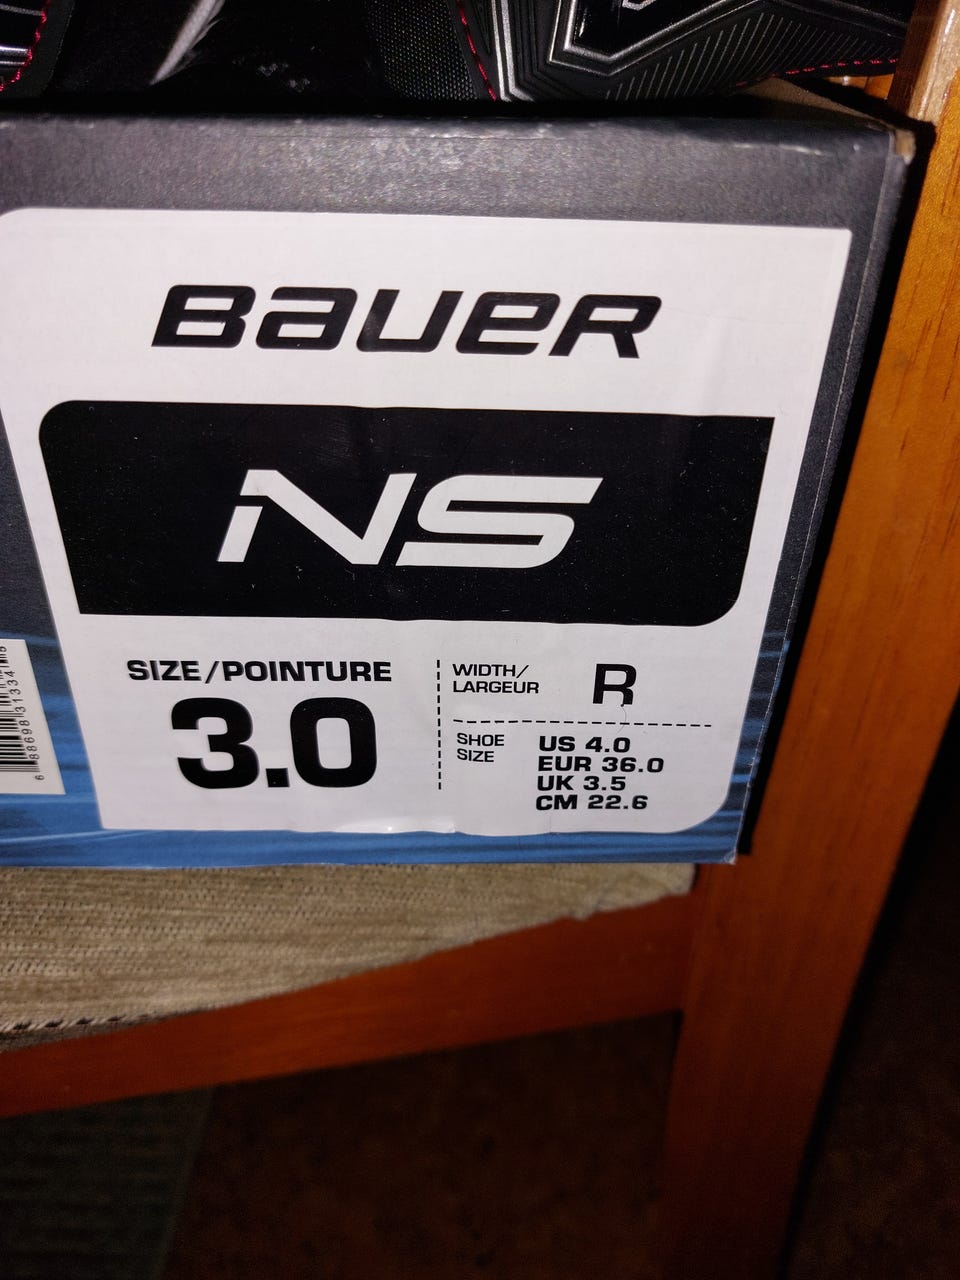 BAUER
NS
SIZE/POINTURE
3.0
WIDTH/
LARGEUR
R
SHOE
SIZE
US 4.0
EUR 36.0
UK 3.5
CM 22.6